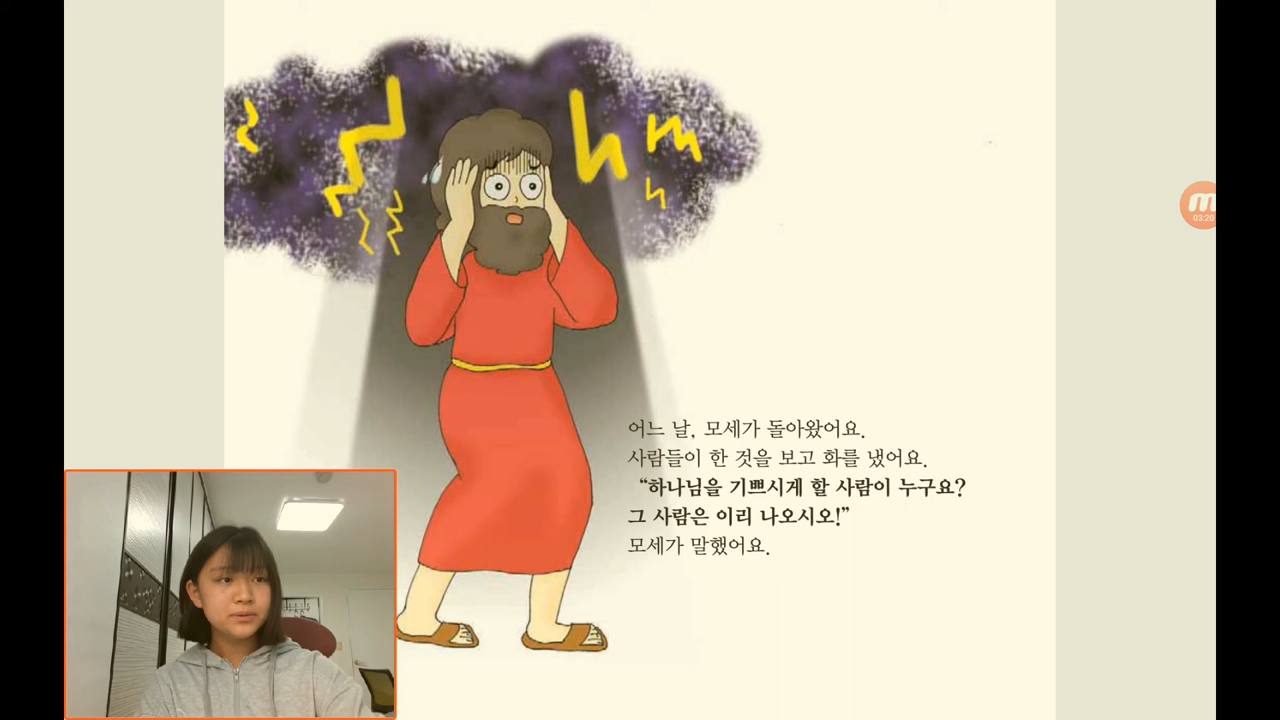 어느 날, 모세가 돌아왔어요.
사람들이 한 것을 보고 화를 냈어요.
“하나님을 기쁘시게 할 사람이 누구요?
그 사람은 이리 나오시오!”
모세가 말했어요.
m
03:20